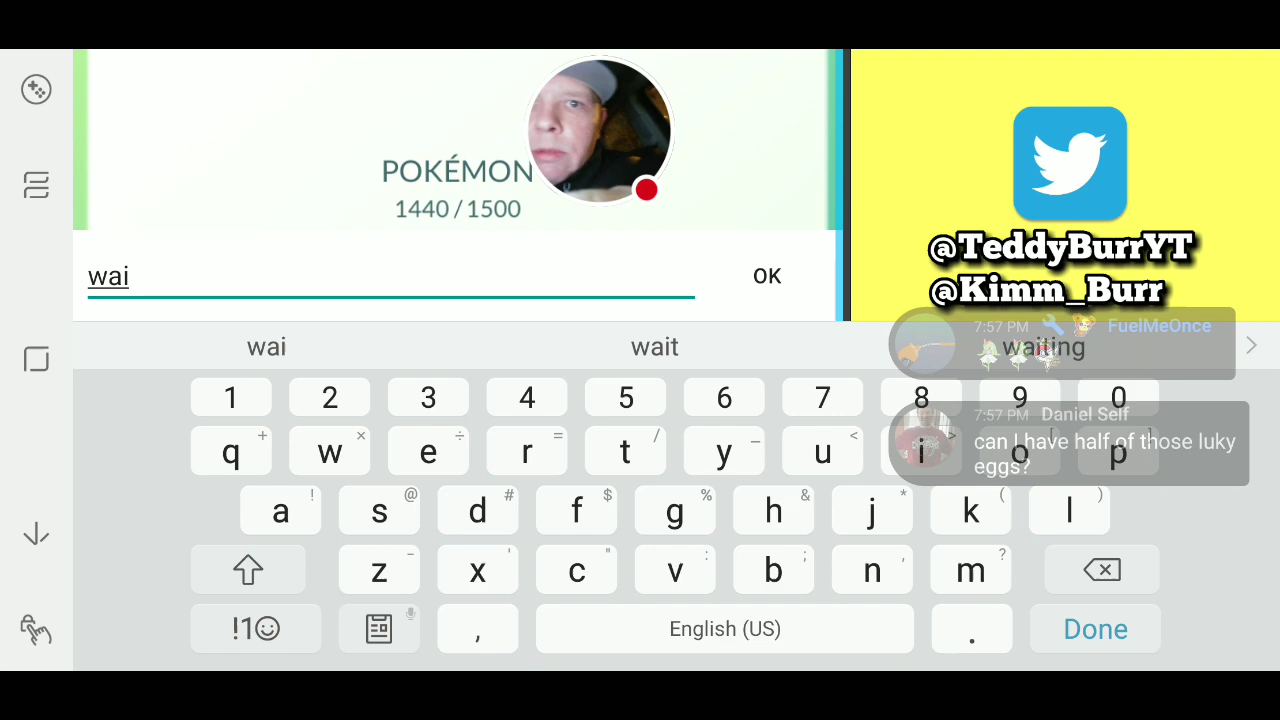 POKÉMON
1440 / 1500
wai
OK
@TeddyBurrYT
@Kimm_Burr
7:57 PM FuelMeOnce
wai wait waiting
7:57 PM Daniel Self
can I have half of those luky
eggs?
1 2 3 4 5 6 7 8 9 0
q + w × e ÷ r = t / y _ u < i > o [ p ]
a ! s @ d # f $ g % h & j * k ( l )
z - x ' c " v : b ; n , m ?
!1☺ , English (US) . Done